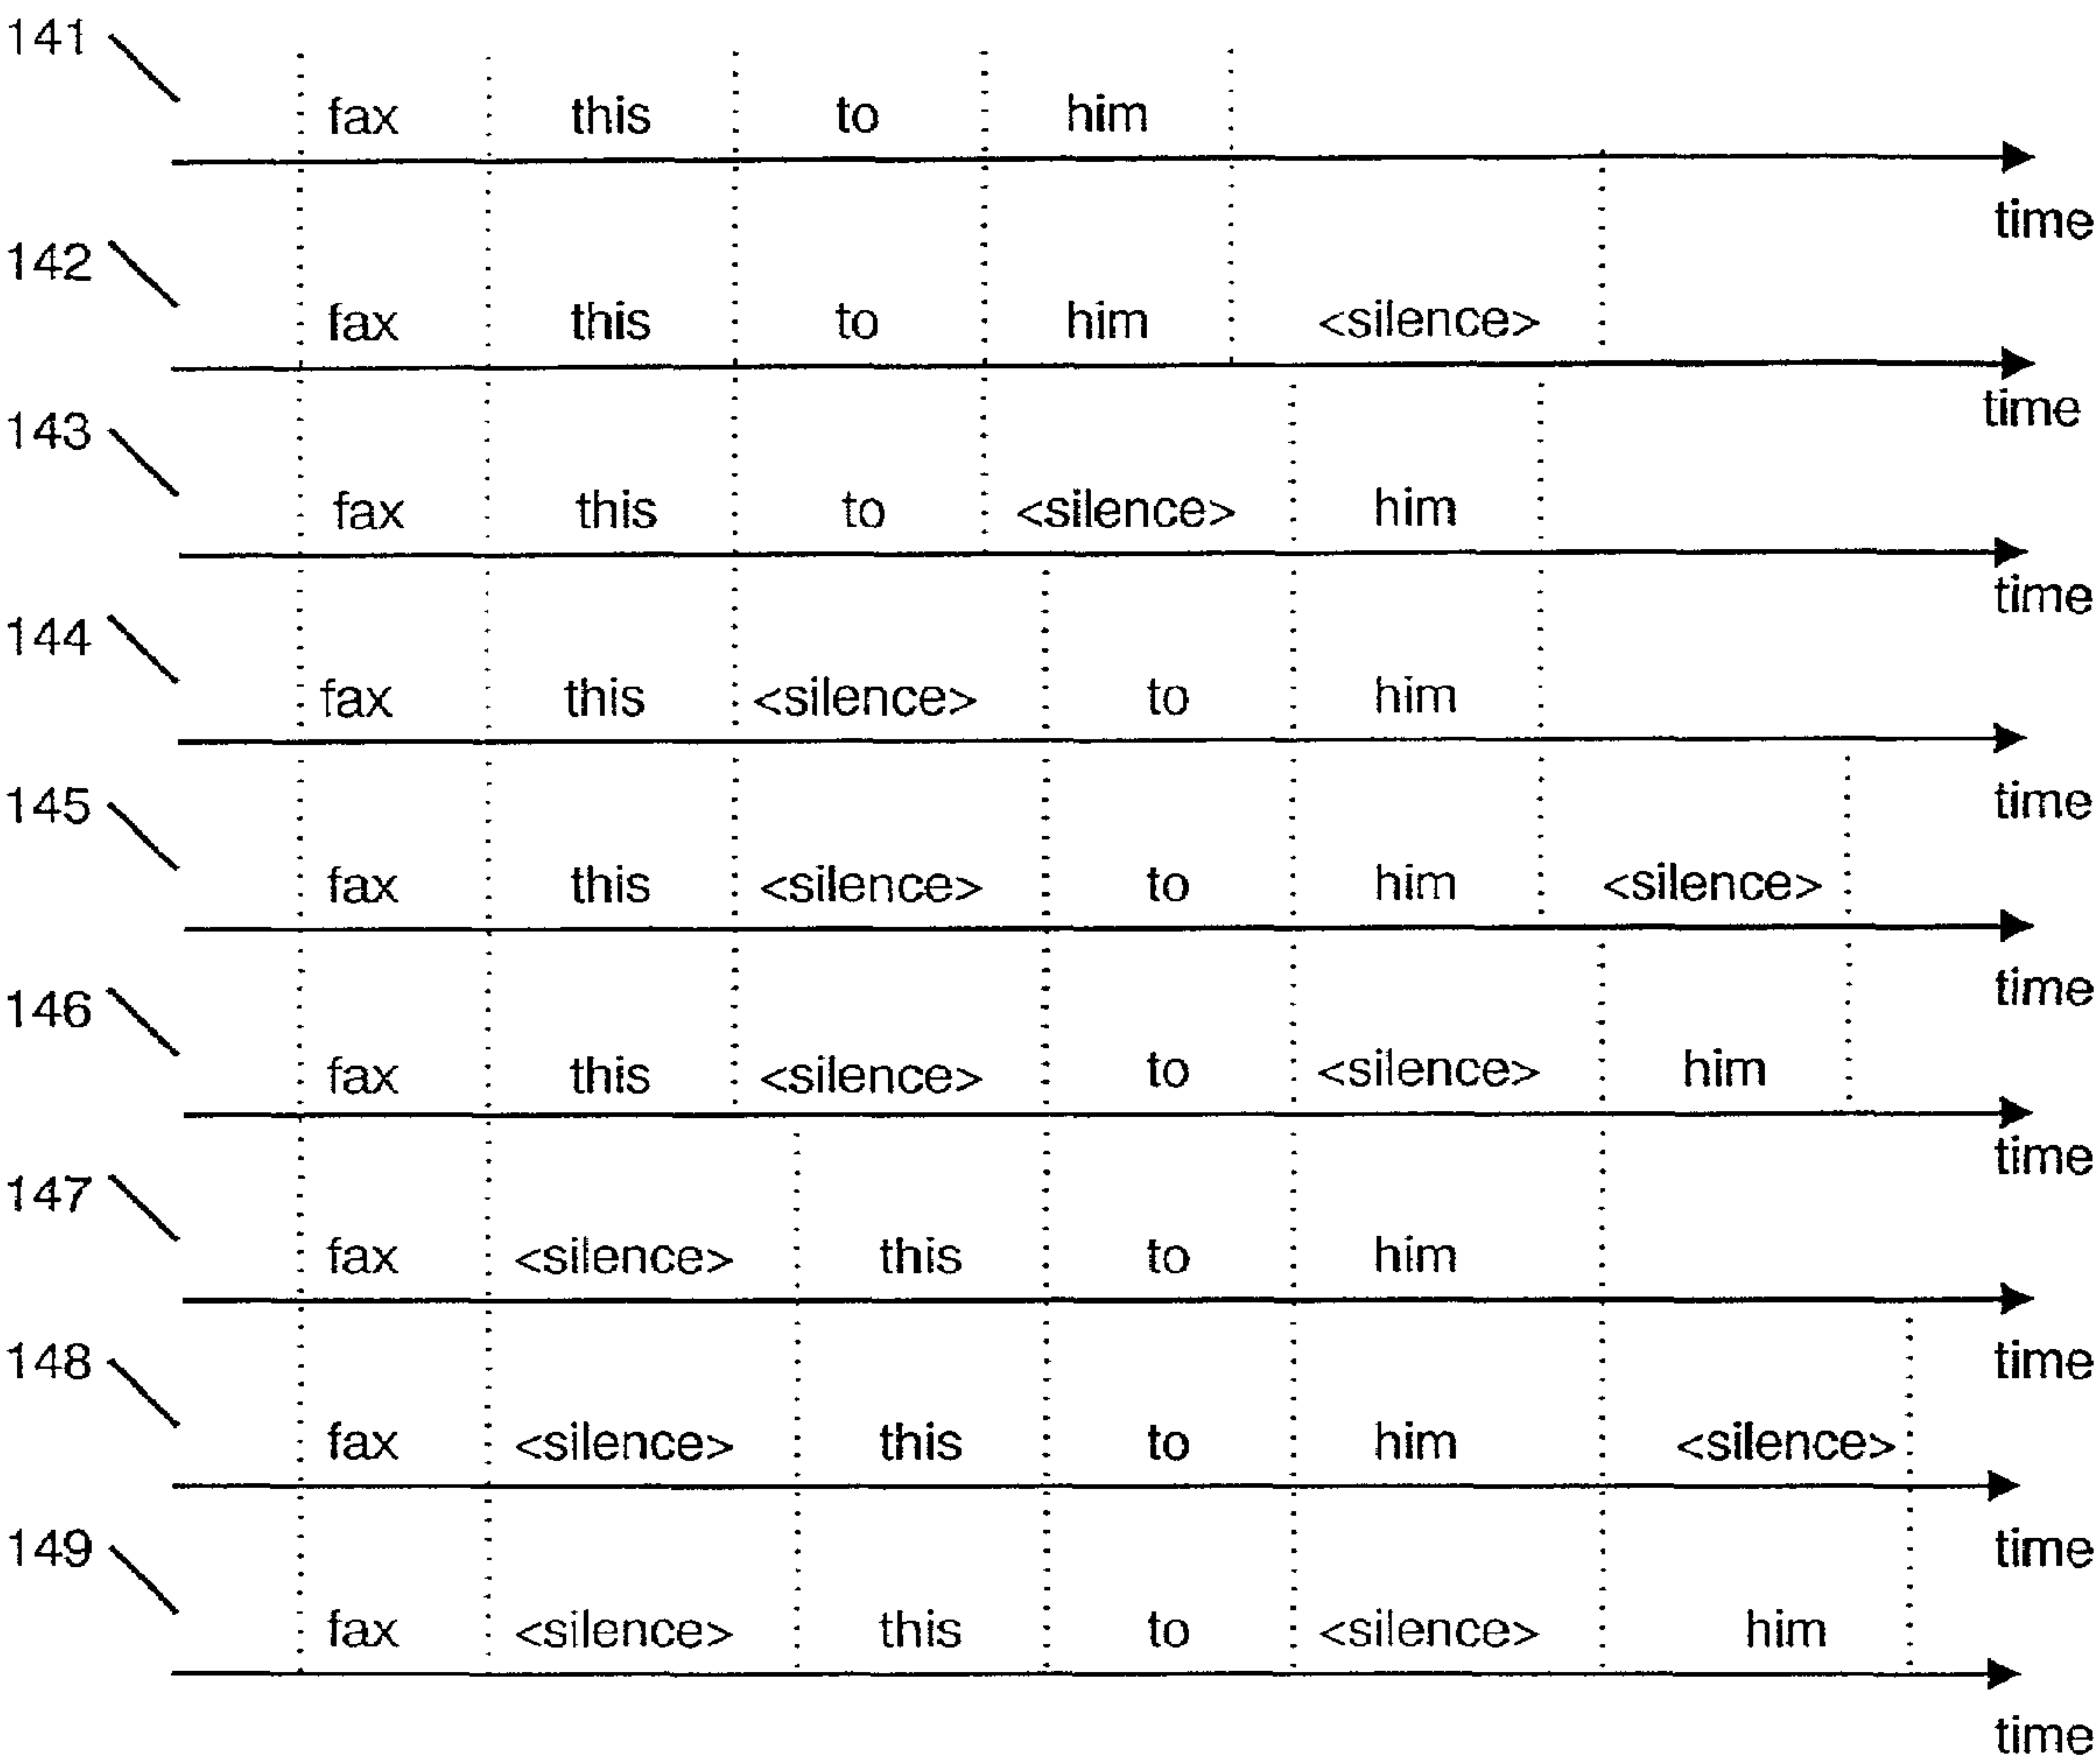 141 fax this to him
time
142 fax this to him <silence>
time
143 fax this to <silence> him
time
144 fax this <silence> to him
time
145 fax this <silence> to him <silence>
time
146 fax this <silence> to <silence> him
time
147 fax <silence> this to him
time
148 fax <silence> this to him <silence>
time
149 fax <silence> this to <silence> him
time